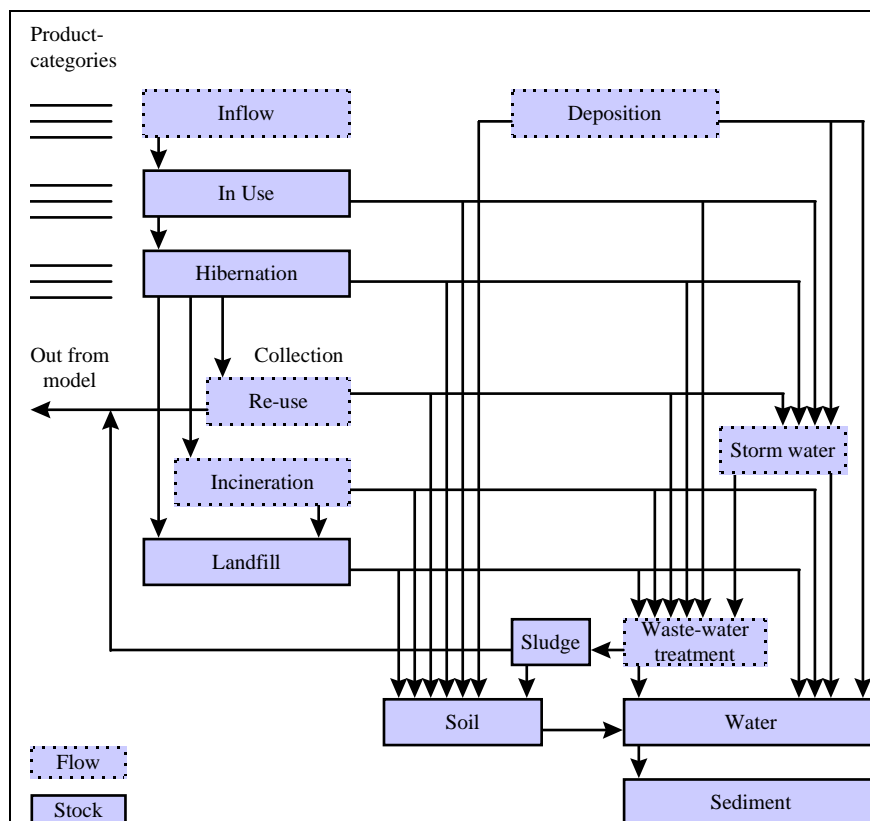 Product-
categories
Inflow
Deposition
In Use
Hibernation
Out from
model
Collection
Re-use
Storm water
Incineration
Landfill
Sludge
Waste-water
treatment
Soil
Water
Flow
Stock
Sediment